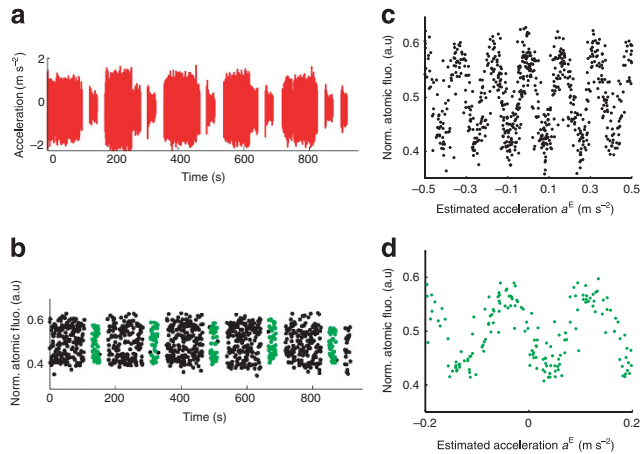 a
2
0
−2
Acceleration (m s⁻²)
0 200 400 600 800
Time (s)
b
0.6
0.4
Norm. atomic fluo. (a.u)
0 200 400 600 800
Time (s)
c
0.6
0.5
0.4
Norm. atomic fluo. (a.u)
−0.5 −0.3 −0.1 0.1 0.3 0.5
Estimated acceleration aᴱ (m s⁻²)
d
0.6
0.5
0.4
Norm. atomic fluo. (a.u)
−0.2 0 0.2
Estimated acceleration aᴱ (m s⁻²)